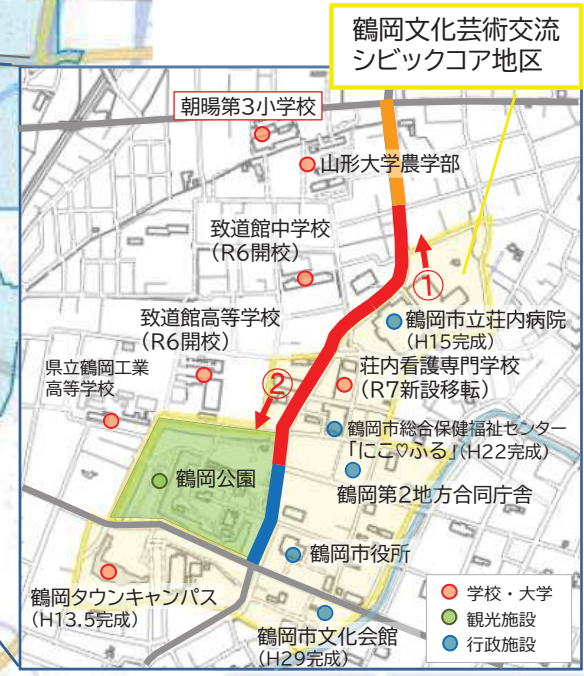 鶴岡文化芸術交流
シビックコア地区
朝暘第3小学校
山形大学農学部
致道館中学校
(R6開校)
①
鶴岡市立荘内病院
(H15完成)
致道館高等学校
(R6開校)
県立鶴岡工業
高等学校
②
荘内看護専門学校
(R7新設移転)
鶴岡市総合保健福祉センター
「にこ♡ふる」(H22完成)
鶴岡公園
鶴岡第2地方合同庁舎
鶴岡市役所
鶴岡タウンキャンパス
(H13.5完成)
鶴岡市文化会館
(H29完成)
学校・大学
観光施設
行政施設